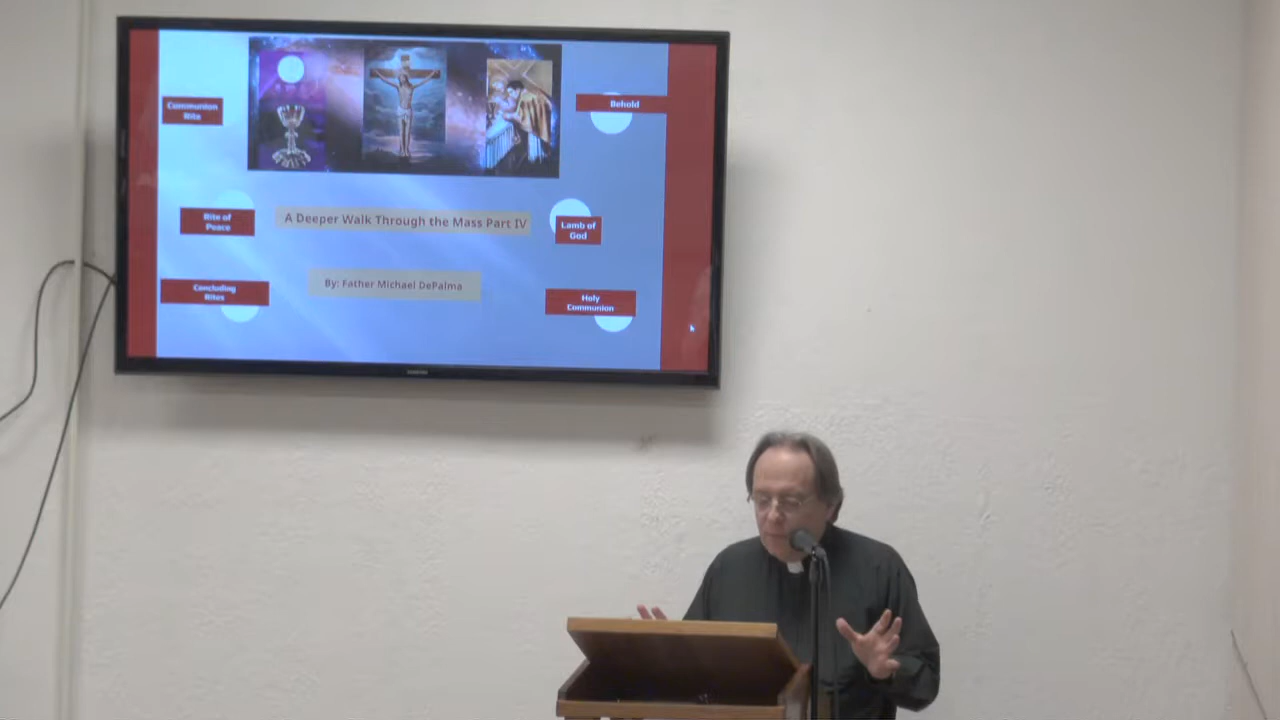 Communion
Rite
Behold
Rite of
Peace
A Deeper Walk Through the Mass Part IV
Lamb of
God
Concluding
Rites
By: Father Michael DePalma
Holy
Communion